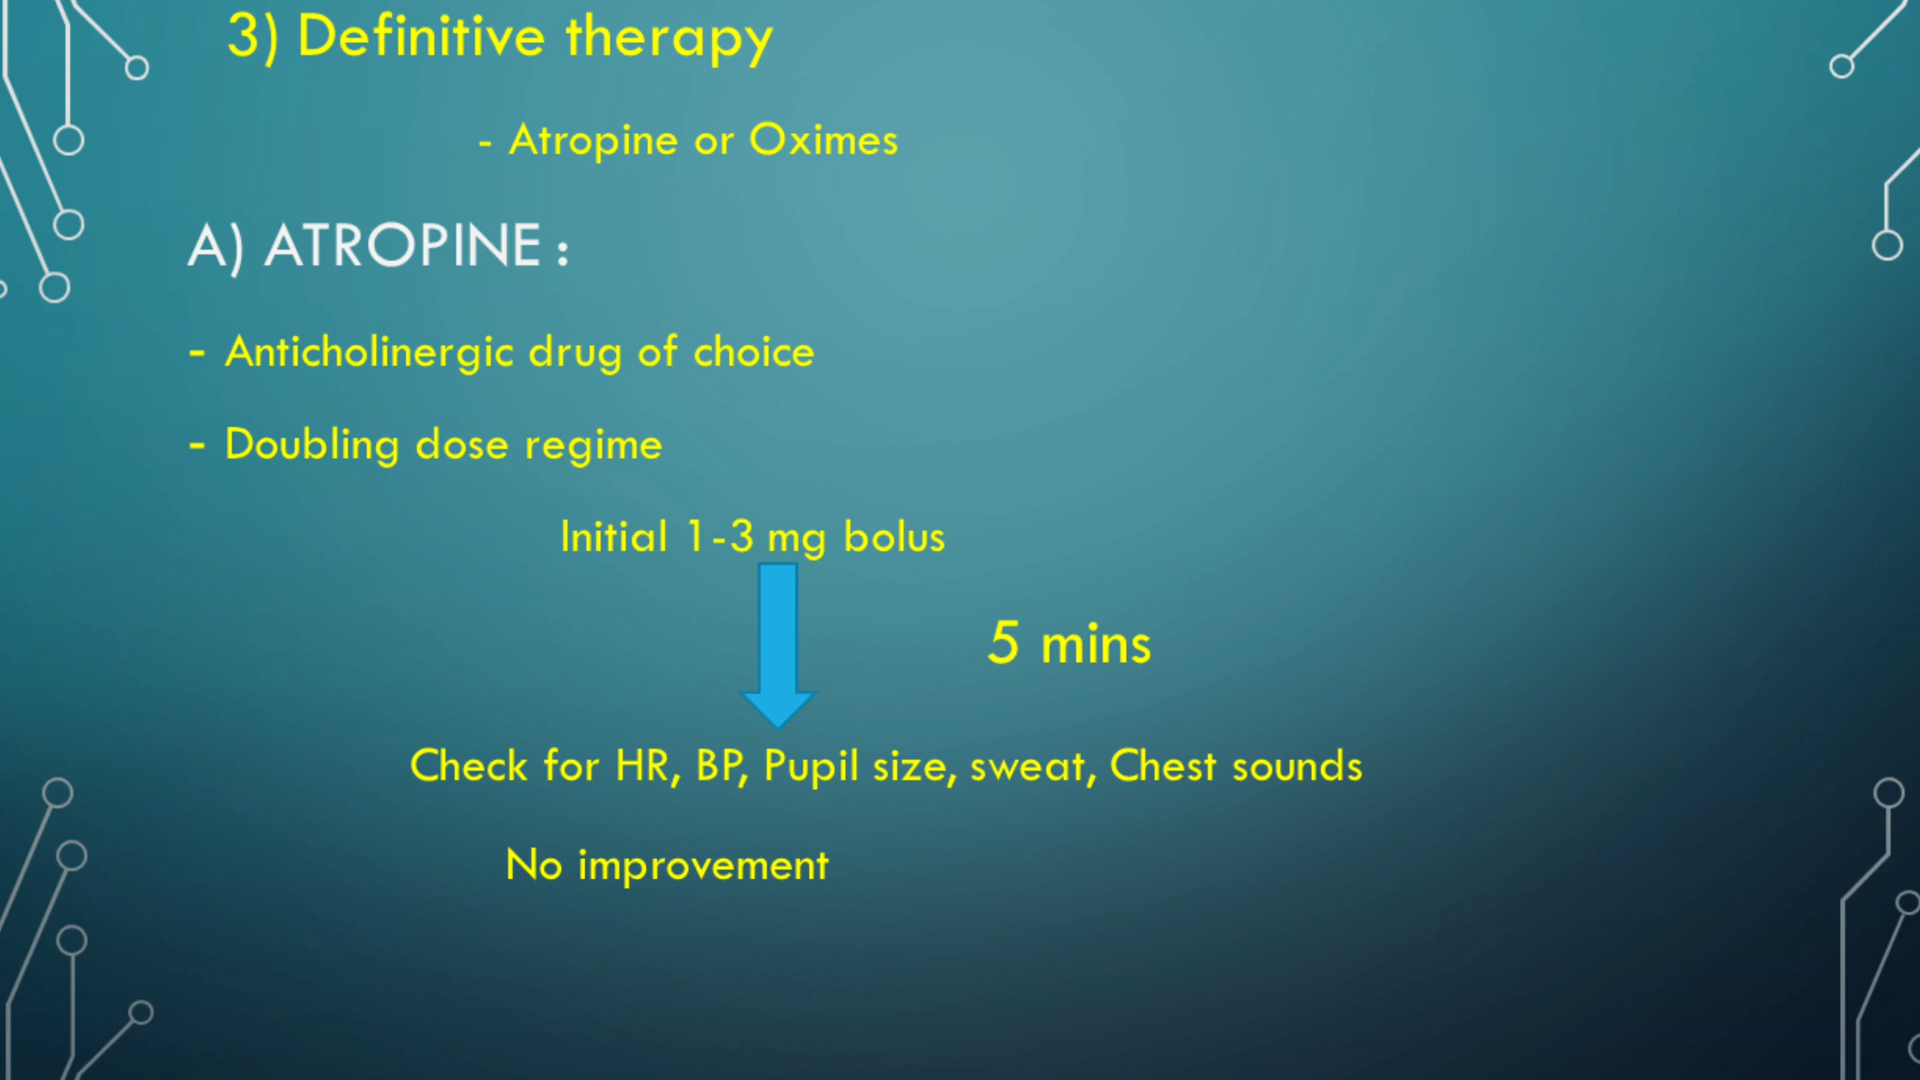 3) Definitive therapy
- Atropine or Oximes
A) ATROPINE :
- Anticholinergic drug of choice
- Doubling dose regime
Initial 1-3 mg bolus
5 mins
Check for HR, BP, Pupil size, sweat, Chest sounds
No improvement